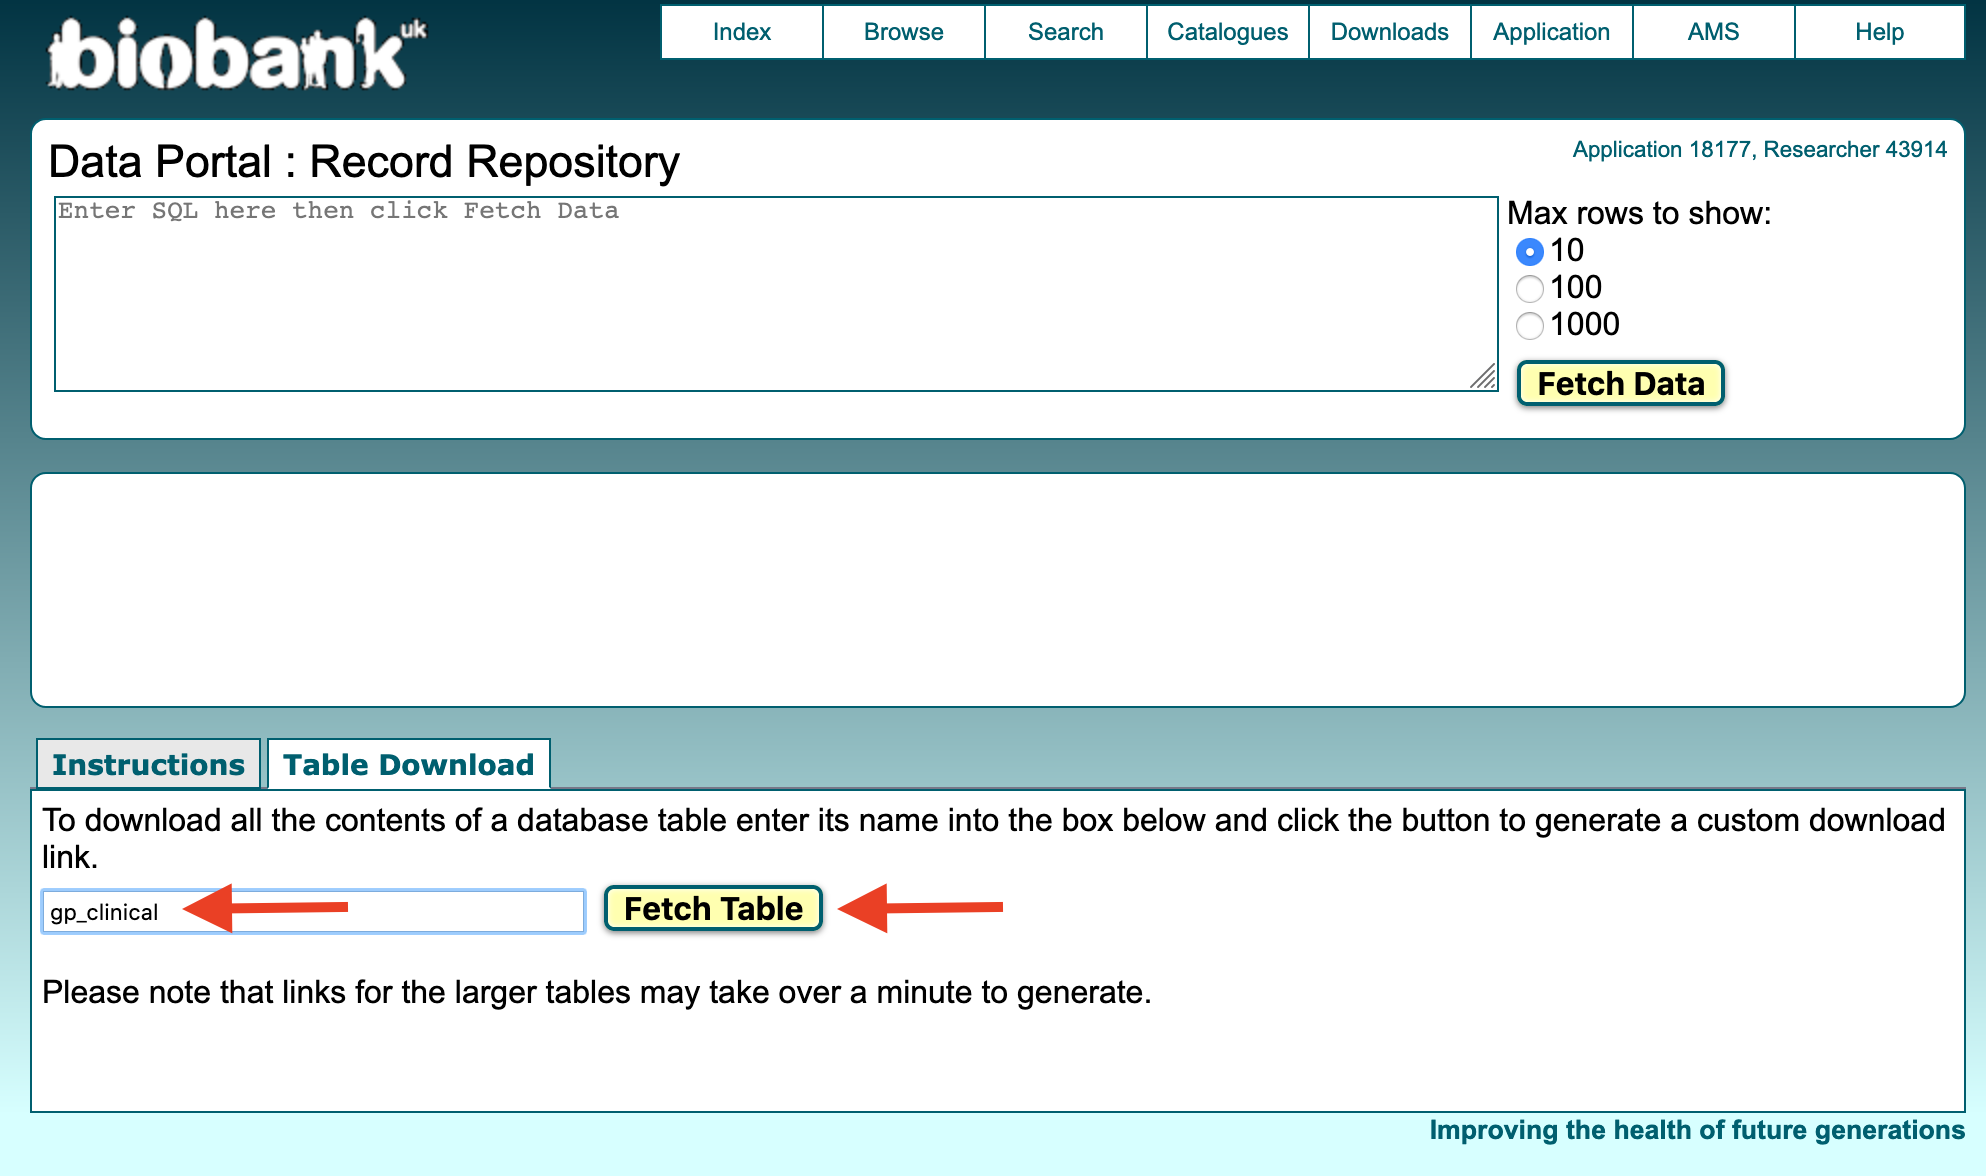 biobank uk
Index Browse Search Catalogues Downloads Application AMS Help
Data Portal : Record Repository
Application 18177, Researcher 43914
Enter SQL here then click Fetch Data
Max rows to show:
10
100
1000
Fetch Data
Instructions Table Download
To download all the contents of a database table enter its name into the box below and click the button to generate a custom download
link.
gp_clinical Fetch Table
Please note that links for the larger tables may take over a minute to generate.
Improving the health of future generations